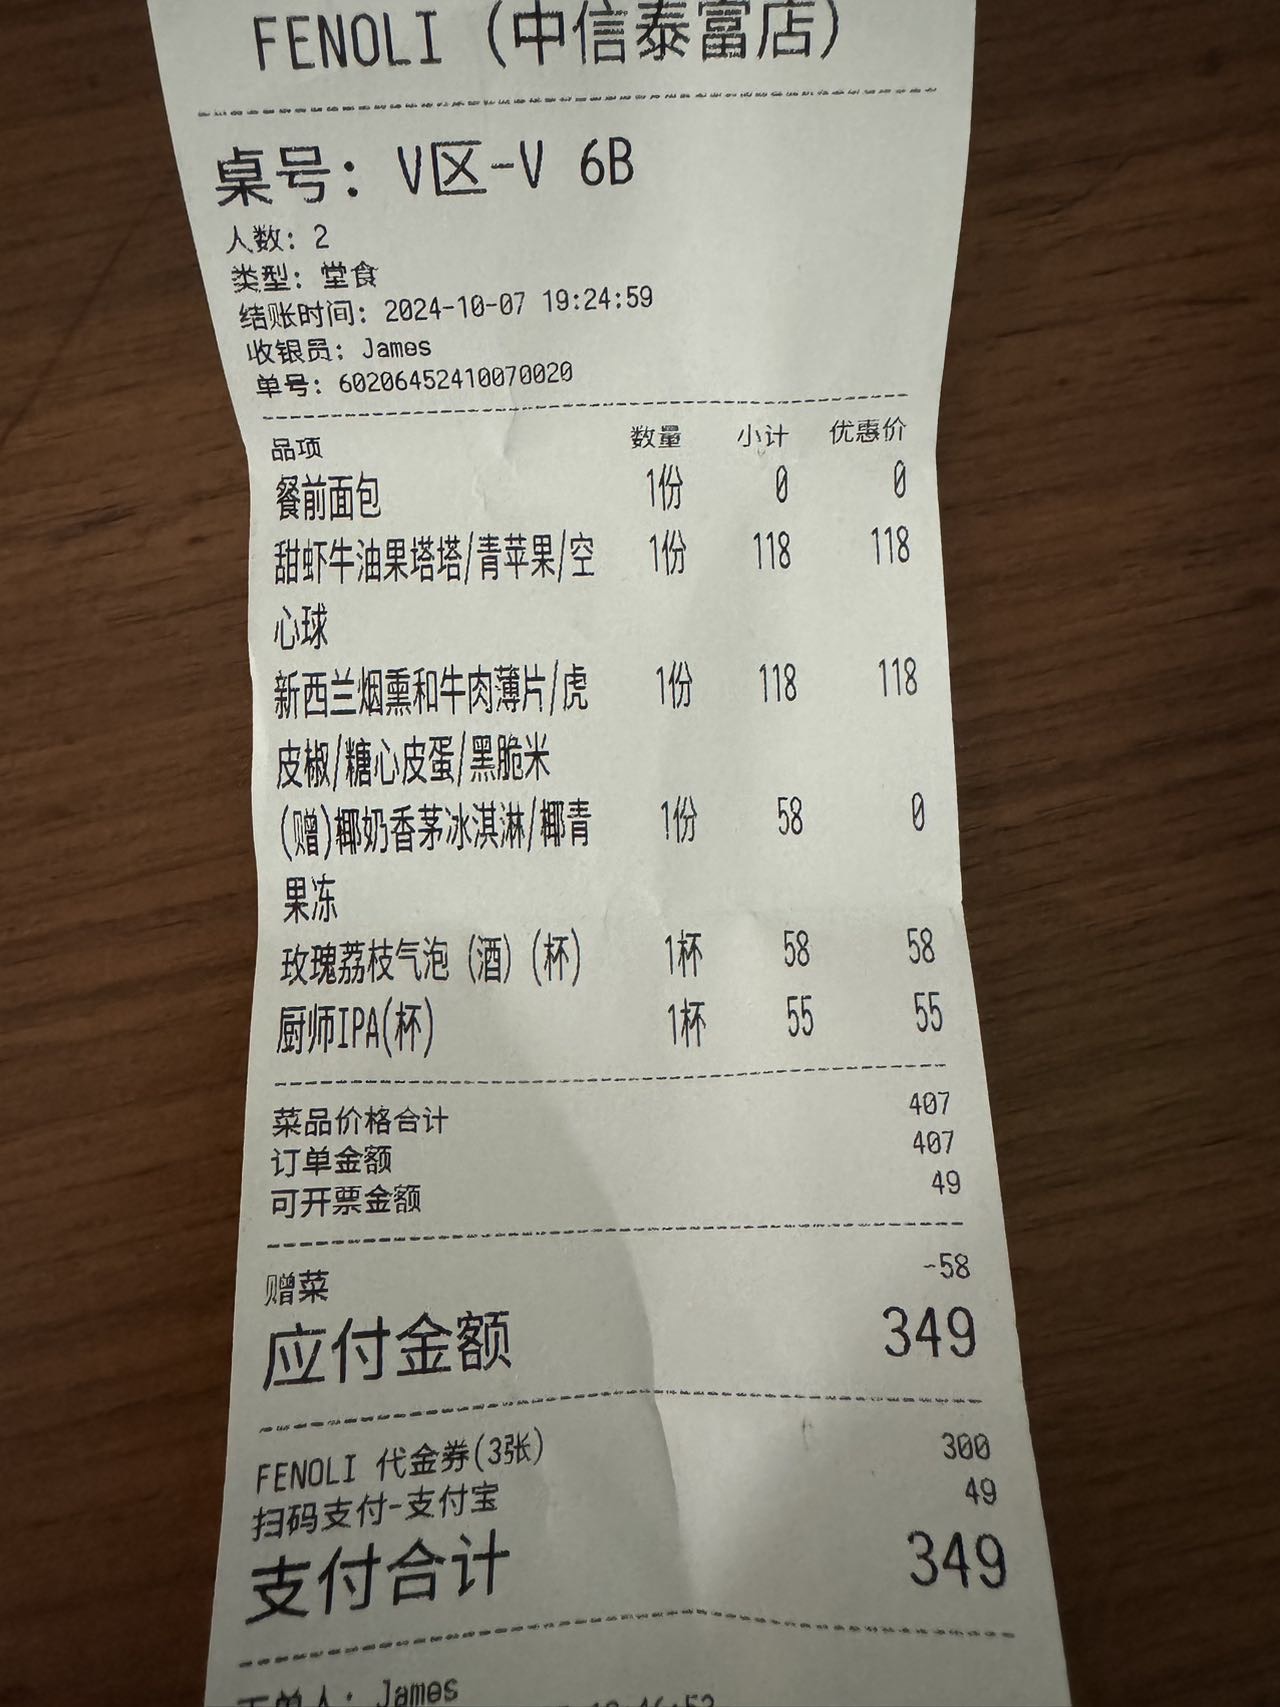 FENOLI (中信泰富店)
桌号: V区-V 6B
人数: 2
类型: 堂食
结账时间: 2024-10-07 19:24:59
收银员: James
单号: 60206452410070020
品项 数量 小计 优惠价
餐前面包 1份 0 0
甜虾牛油果塔塔/青苹果/空 1份 118 118
心球
新西兰烟熏和牛肉薄片/虎 1份 118 118
皮椒/糖心皮蛋/黑脆米
(赠)椰奶香茅冰淇淋/椰青 1份 58 0
果冻
玫瑰荔枝气泡（酒）（杯） 1杯 58 58
厨师IPA(杯) 1杯 55 55
菜品价格合计 407
订单金额 407
可开票金额 49
赠菜 -58
应付金额 349
FENOLI 代金券(3张) 300
扫码支付-支付宝 49
支付合计 349
下单人: James